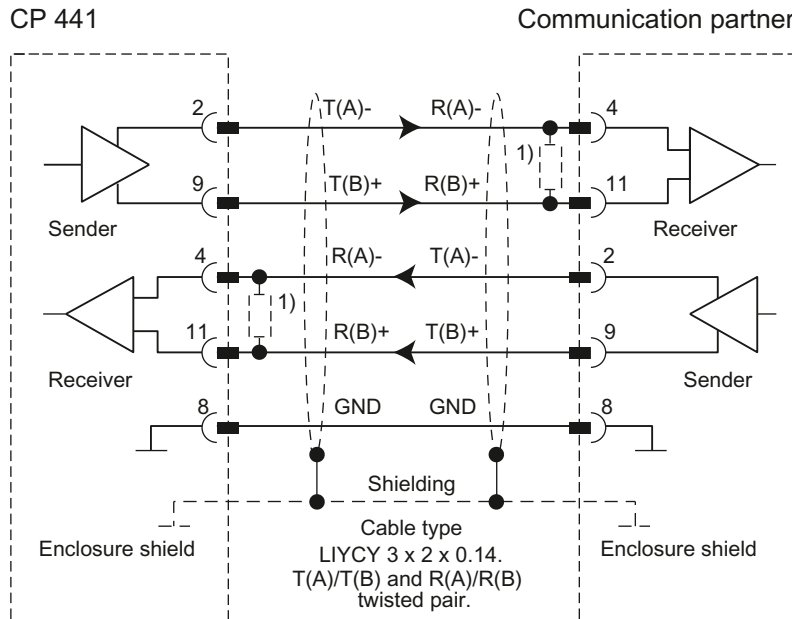 CP 441 Communication partner
2 T(A)- R(A)- 4
1)
9 T(B)+ R(B)+ 11
Sender Receiver
4 R(A)- T(A)- 2
1)
11 R(B)+ T(B)+ 9
Receiver Sender
8 GND GND 8
Shielding
Enclosure shield Cable type Enclosure shield
LIYCY 3 x 2 x 0.14.
T(A)/T(B) and R(A)/R(B)
twisted pair.